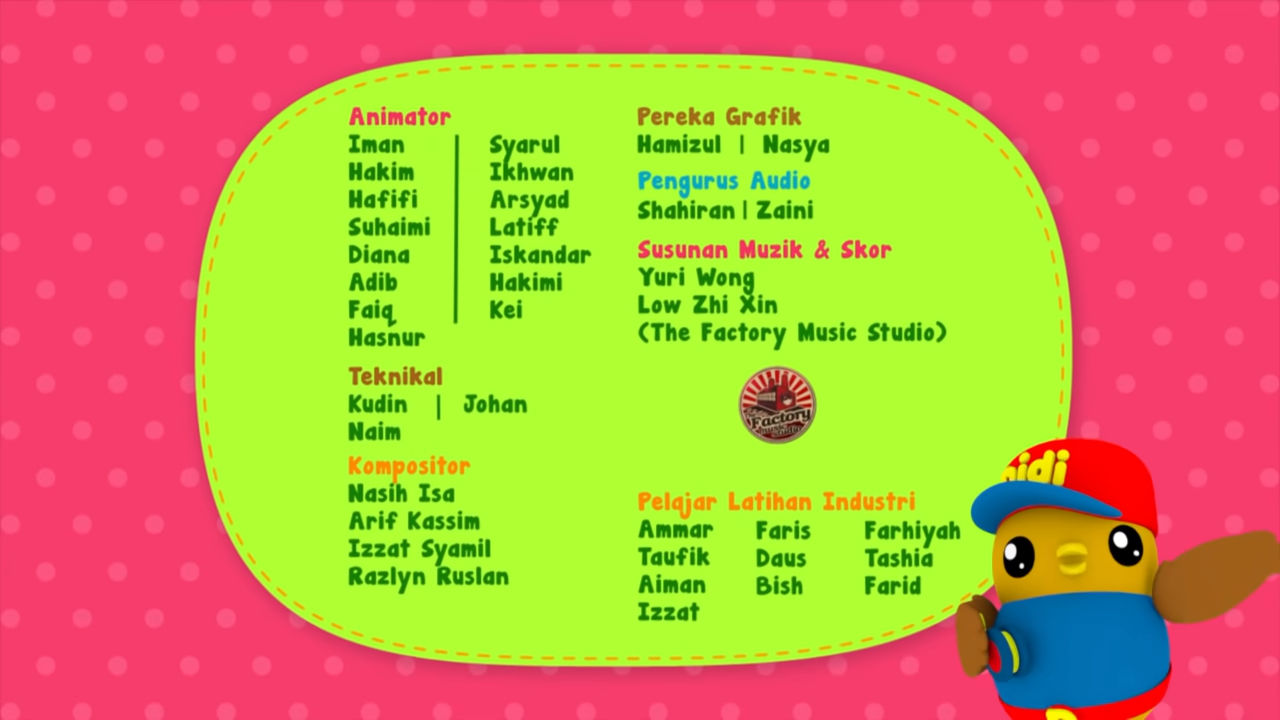 Animator
Iman | Syarul
Hakim | Ikhwan
Hafifi | Arsyad
Suhaimi | Latiff
Diana | Iskandar
Adib | Hakimi
Faiq | Kei
Hasnur
Teknikal
Kudin | Johan
Naim
Kompositor
Nasih Isa
Arif Kassim
Izzat Syamil
Razlyn Ruslan
Pereka Grafik
Hamizul | Nasya
Pengurus Audio
Shahiran | Zaini
Susunan Muzik & Skor
Yuri Wong
Low Zhi Xin
(The Factory Music Studio)
Factory
Pelajar Latihan Industri
Ammar Faris Farhiyah
Taufik Daus Tashia
Aiman Bish Farid
Izzat
didi